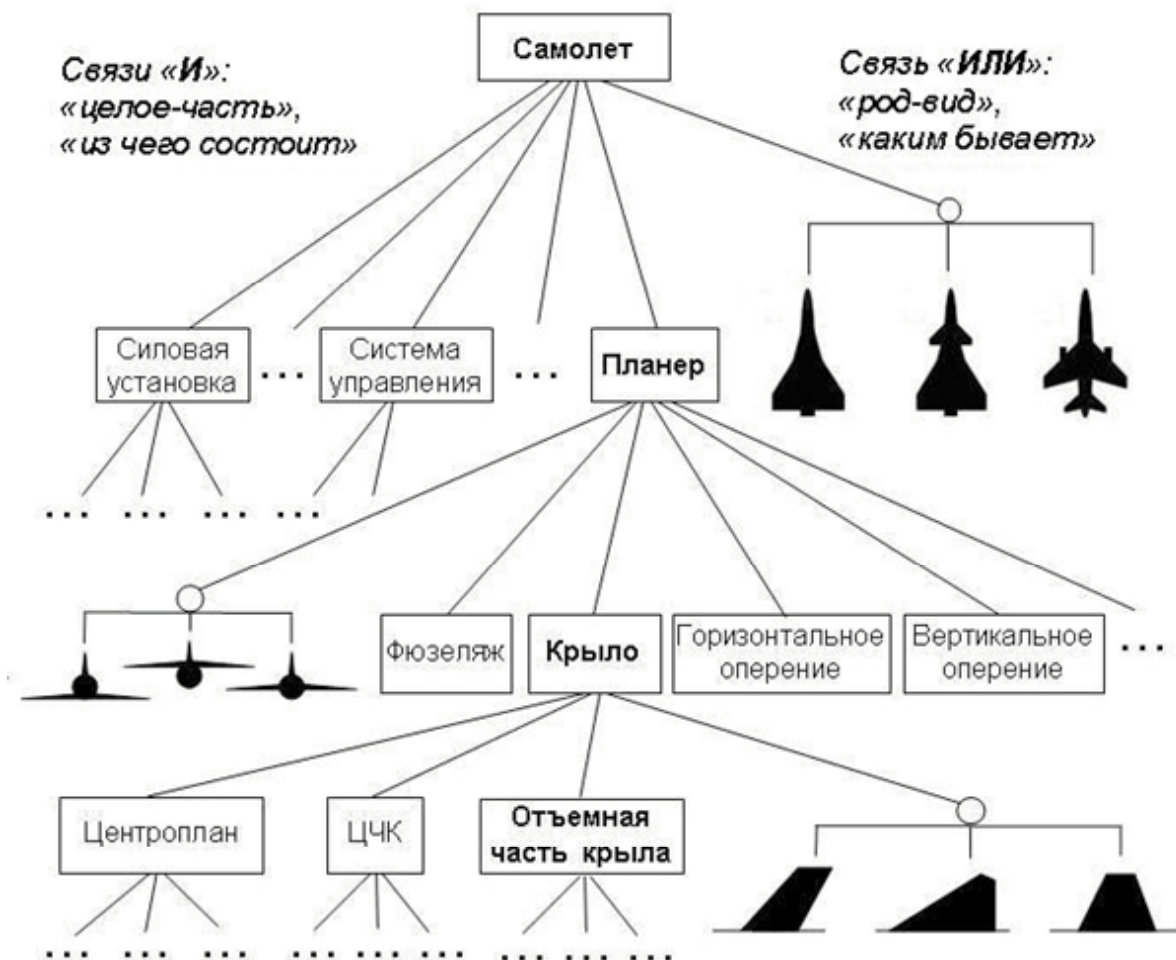 Самолет
Связи «И»:
«целое-часть»,
«из чего состоит»
Связь «ИЛИ»:
«род-вид»,
«каким бывает»
Силовая
установка
...
Система
управления
...
Планер
... ... ... ...
Фюзеляж
Крыло
Горизонтальное
оперение
Вертикальное
оперение
...
Центроплан
ЦЧК
Отъемная
часть крыла
... ... ... ... ... ... ... ... ...